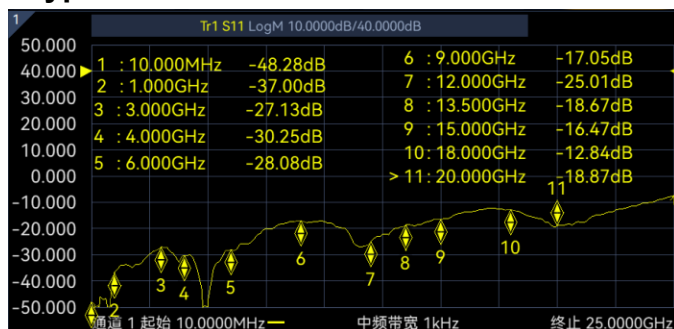 1
Tr1 S11 LogM 10.0000dB/40.0000dB
50.000
40.000
30.000
20.000
10.000
0.000
-10.000
-20.000
-30.000
-40.000
-50.000
1 : 10.000MHz -48.28dB
2 : 1.000GHz -37.00dB
3 : 3.000GHz -27.13dB
4 : 4.000GHz -30.25dB
5 : 6.000GHz -28.08dB
6 : 9.000GHz -17.05dB
7 : 12.000GHz -25.01dB
8 : 13.500GHz -18.67dB
9 : 15.000GHz -16.47dB
10: 18.000GHz -12.84dB
> 11: 20.000GHz -18.87dB
2
3
4
5
6
7
8
9
10
11
通道 1 起始 10.0000MHz 中频带宽 1kHz 终止 25.0000GHz